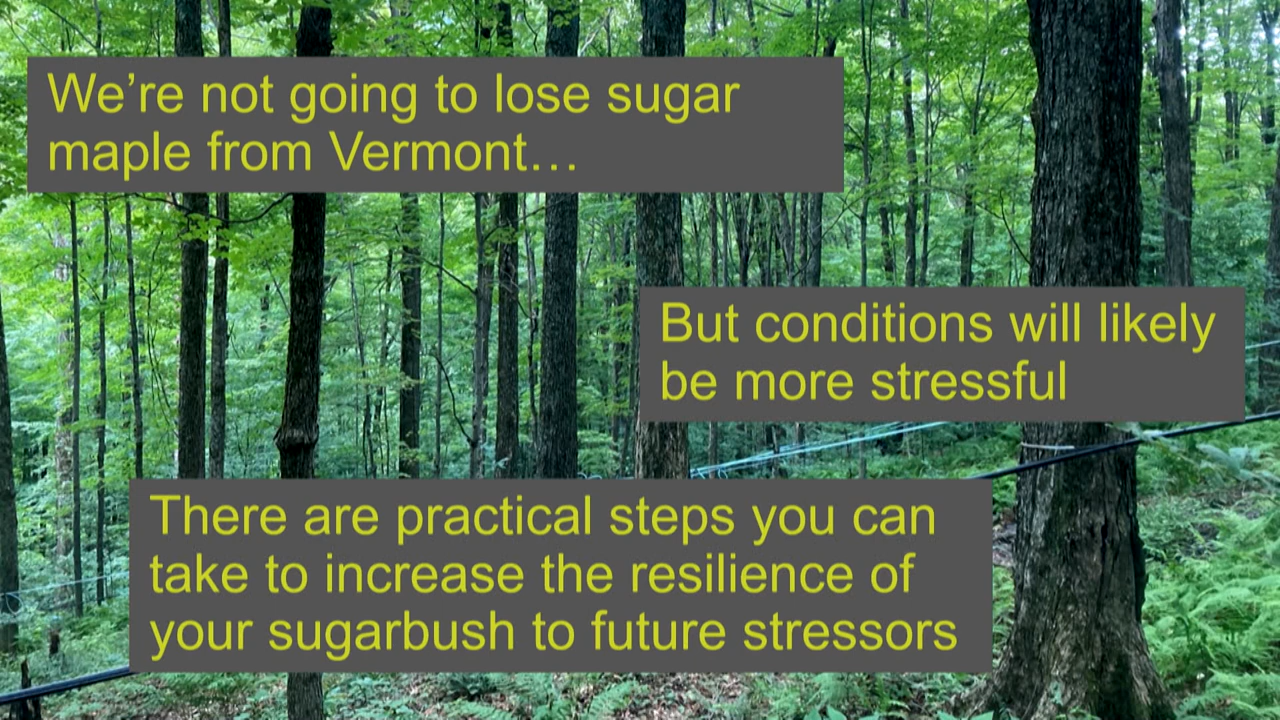 We’re not going to lose sugar
maple from Vermont…
But conditions will likely
be more stressful
There are practical steps you can
take to increase the resilience of
your sugarbush to future stressors